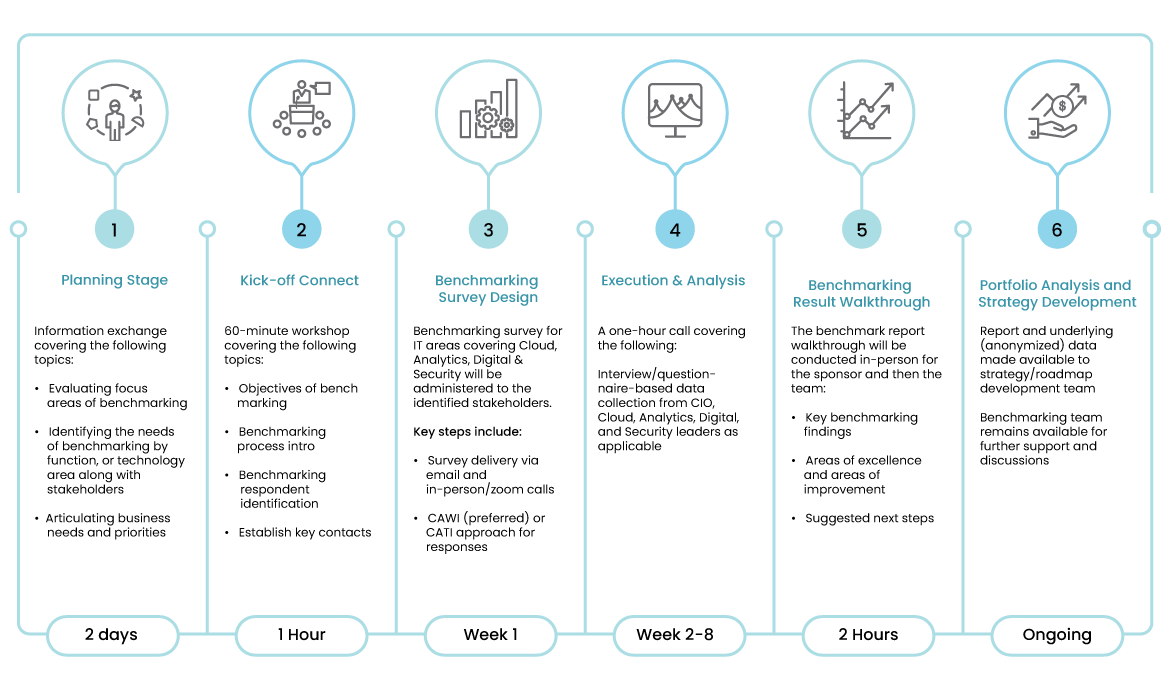 1
Planning Stage
Information exchange
covering the following
topics:
• Evaluating focus
areas of benchmarking
• Identifying the needs
of benchmarking by
function, or technology
area along with
stakeholders
• Articulating business
needs and priorities
2 days
2
Kick-off Connect
60-minute workshop
covering the following
topics:
• Objectives of bench
marking
• Benchmarking
process intro
• Benchmarking
respondent
identification
• Establish key contacts
1 Hour
3
Benchmarking
Survey Design
Benchmarking survey for
IT areas covering Cloud,
Analytics, Digital &
Security will be
administered to the
identified stakeholders.
Key steps include:
• Survey delivery via
email and
in-person/zoom calls
• CAWI (preferred) or
CATI approach for
responses
Week 1
4
Execution & Analysis
A one-hour call covering
the following:
Interview/question-
naire-based data
collection from CIO,
Cloud, Analytics, Digital,
and Security leaders as
applicable
Week 2-8
5
Benchmarking
Result Walkthrough
The benchmark report
walkthrough will be
conducted in-person for
the sponsor and then the
team:
• Key benchmarking
findings
• Areas of excellence
and areas of
improvement
• Suggested next steps
2 Hours
$
6
Portfolio Analysis and
Strategy Development
Report and underlying
(anonymized) data
made available to
strategy/roadmap
development team
Benchmarking team
remains available for
further support and
discussions
Ongoing